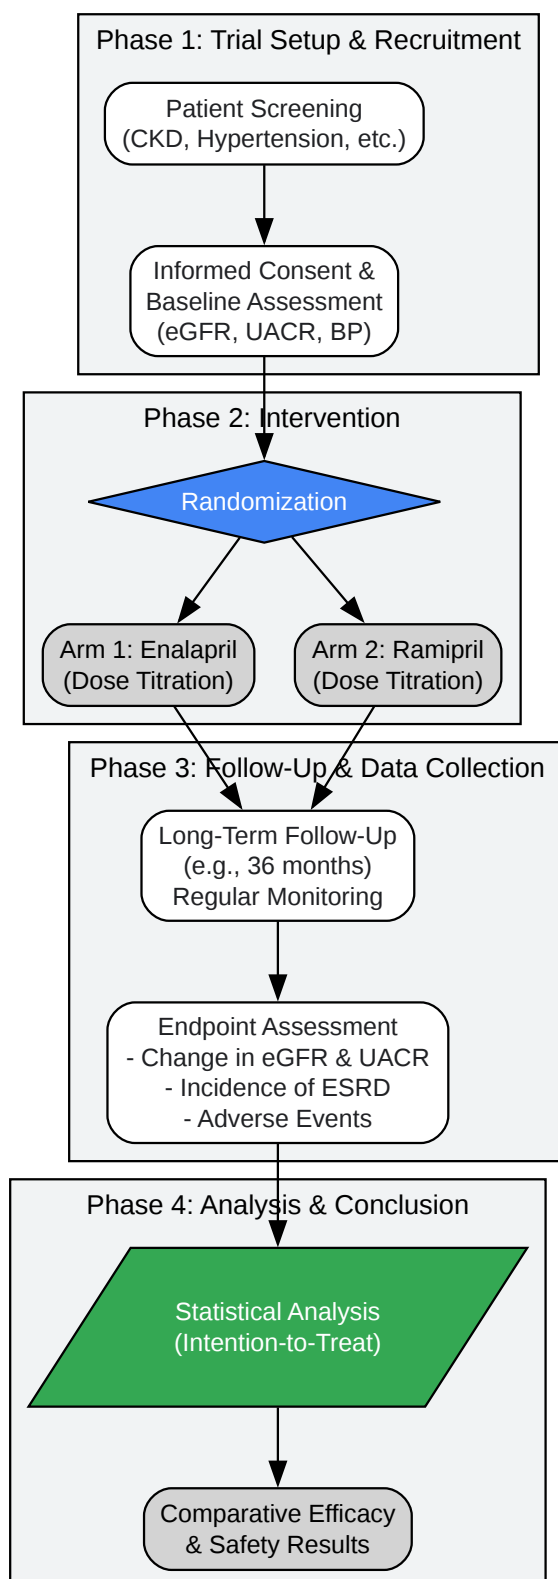 Phase 1: Trial Setup & Recruitment
Patient Screening
(CKD, Hypertension, etc.)
Informed Consent &
Baseline Assessment
(eGFR, UACR, BP)
Phase 2: Intervention
Randomization
Arm 1: Enalapril
(Dose Titration)
Arm 2: Ramipril
(Dose Titration)
Phase 3: Follow-Up & Data Collection
Long-Term Follow-Up
(e.g., 36 months)
Regular Monitoring
Endpoint Assessment
- Change in eGFR & UACR
- Incidence of ESRD
- Adverse Events
Phase 4: Analysis & Conclusion
Statistical Analysis
(Intention-to-Treat)
Comparative Efficacy
& Safety Results